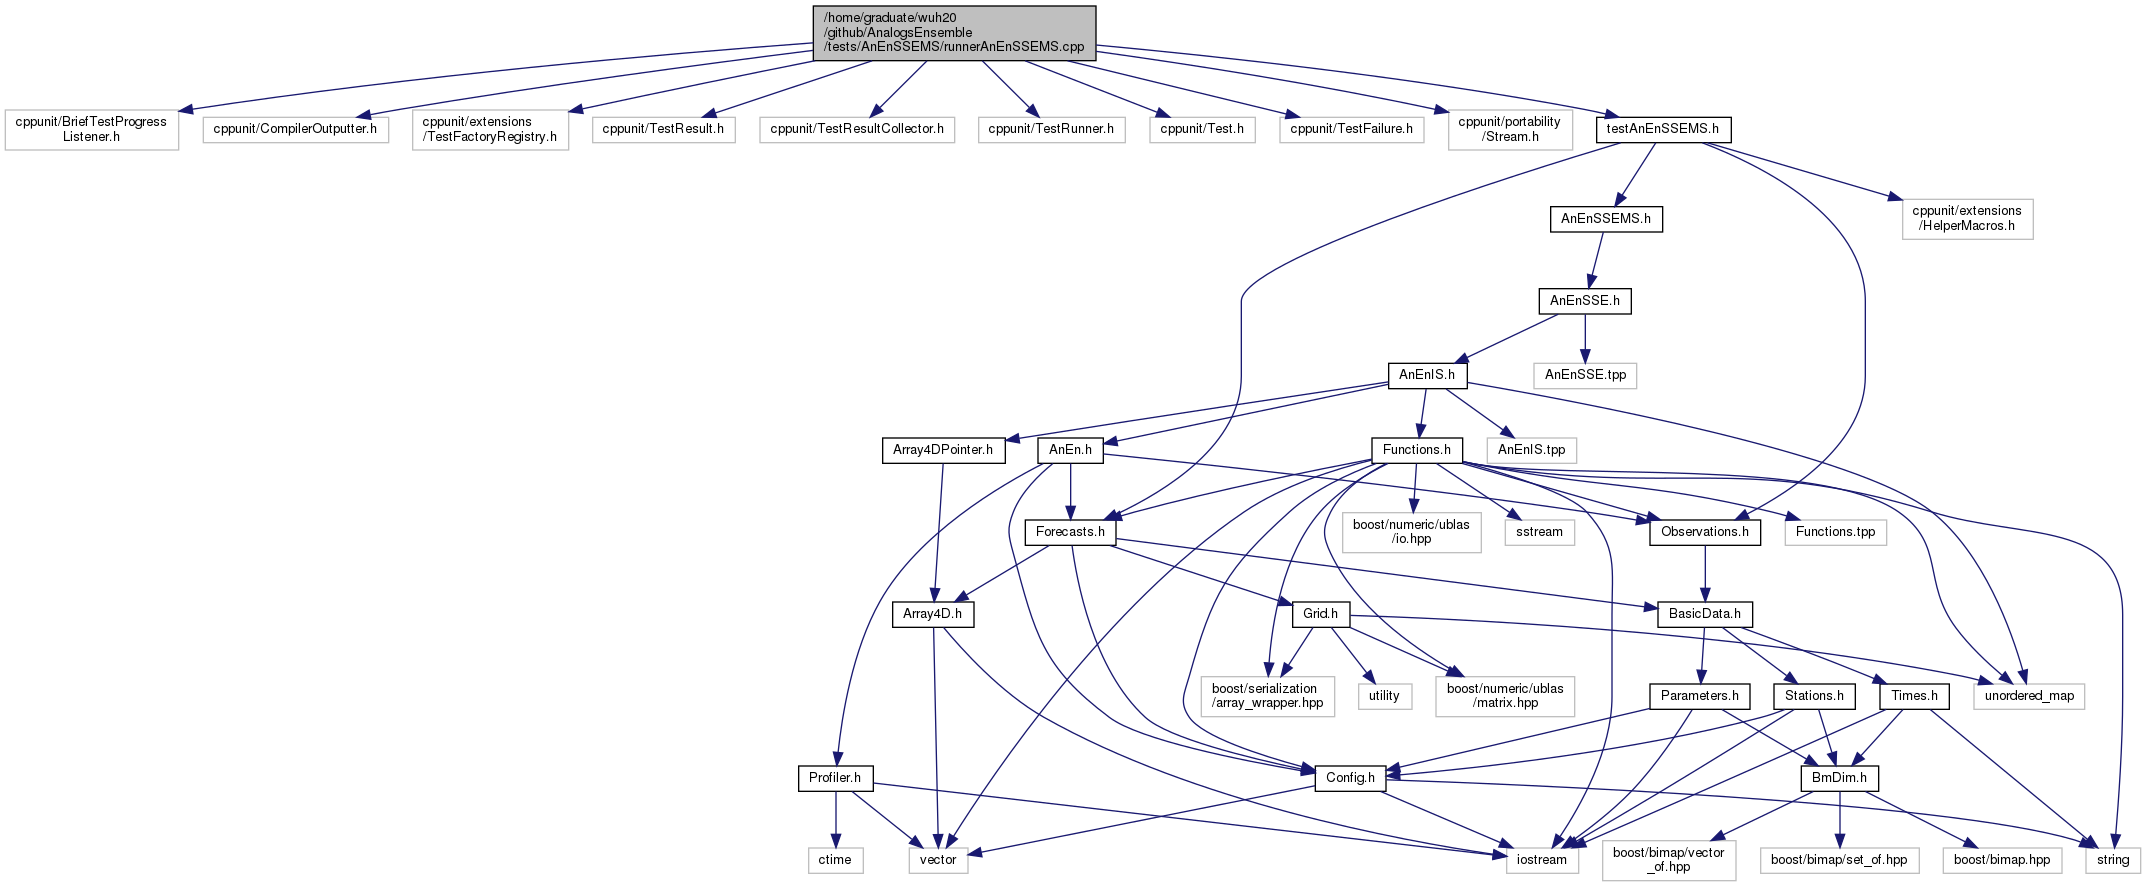 /home/graduate/wuh20
/github/AnalogsEnsemble
/tests/AnEnSSEMS/runnerAnEnSSEMS.cpp
cppunit/BriefTestProgress
Listener.h
cppunit/CompilerOutputter.h
cppunit/extensions
/TestFactoryRegistry.h
cppunit/TestResult.h
cppunit/TestResultCollector.h
cppunit/TestRunner.h
cppunit/Test.h
cppunit/TestFailure.h
cppunit/portability
/Stream.h
testAnEnSSEMS.h
AnEnSSEMS.h
cppunit/extensions
/HelperMacros.h
AnEnSSE.h
AnEnIS.h
AnEnSSE.tpp
Array4DPointer.h
AnEn.h
Functions.h
AnEnIS.tpp
Forecasts.h
boost/numeric/ublas
/io.hpp
sstream
Observations.h
Functions.tpp
Array4D.h
Grid.h
BasicData.h
boost/serialization
/array_wrapper.hpp
utility
boost/numeric/ublas
/matrix.hpp
Parameters.h
Stations.h
Times.h
unordered_map
Profiler.h
Config.h
BmDim.h
ctime
vector
iostream
boost/bimap/vector
_of.hpp
boost/bimap/set_of.hpp
boost/bimap.hpp
string